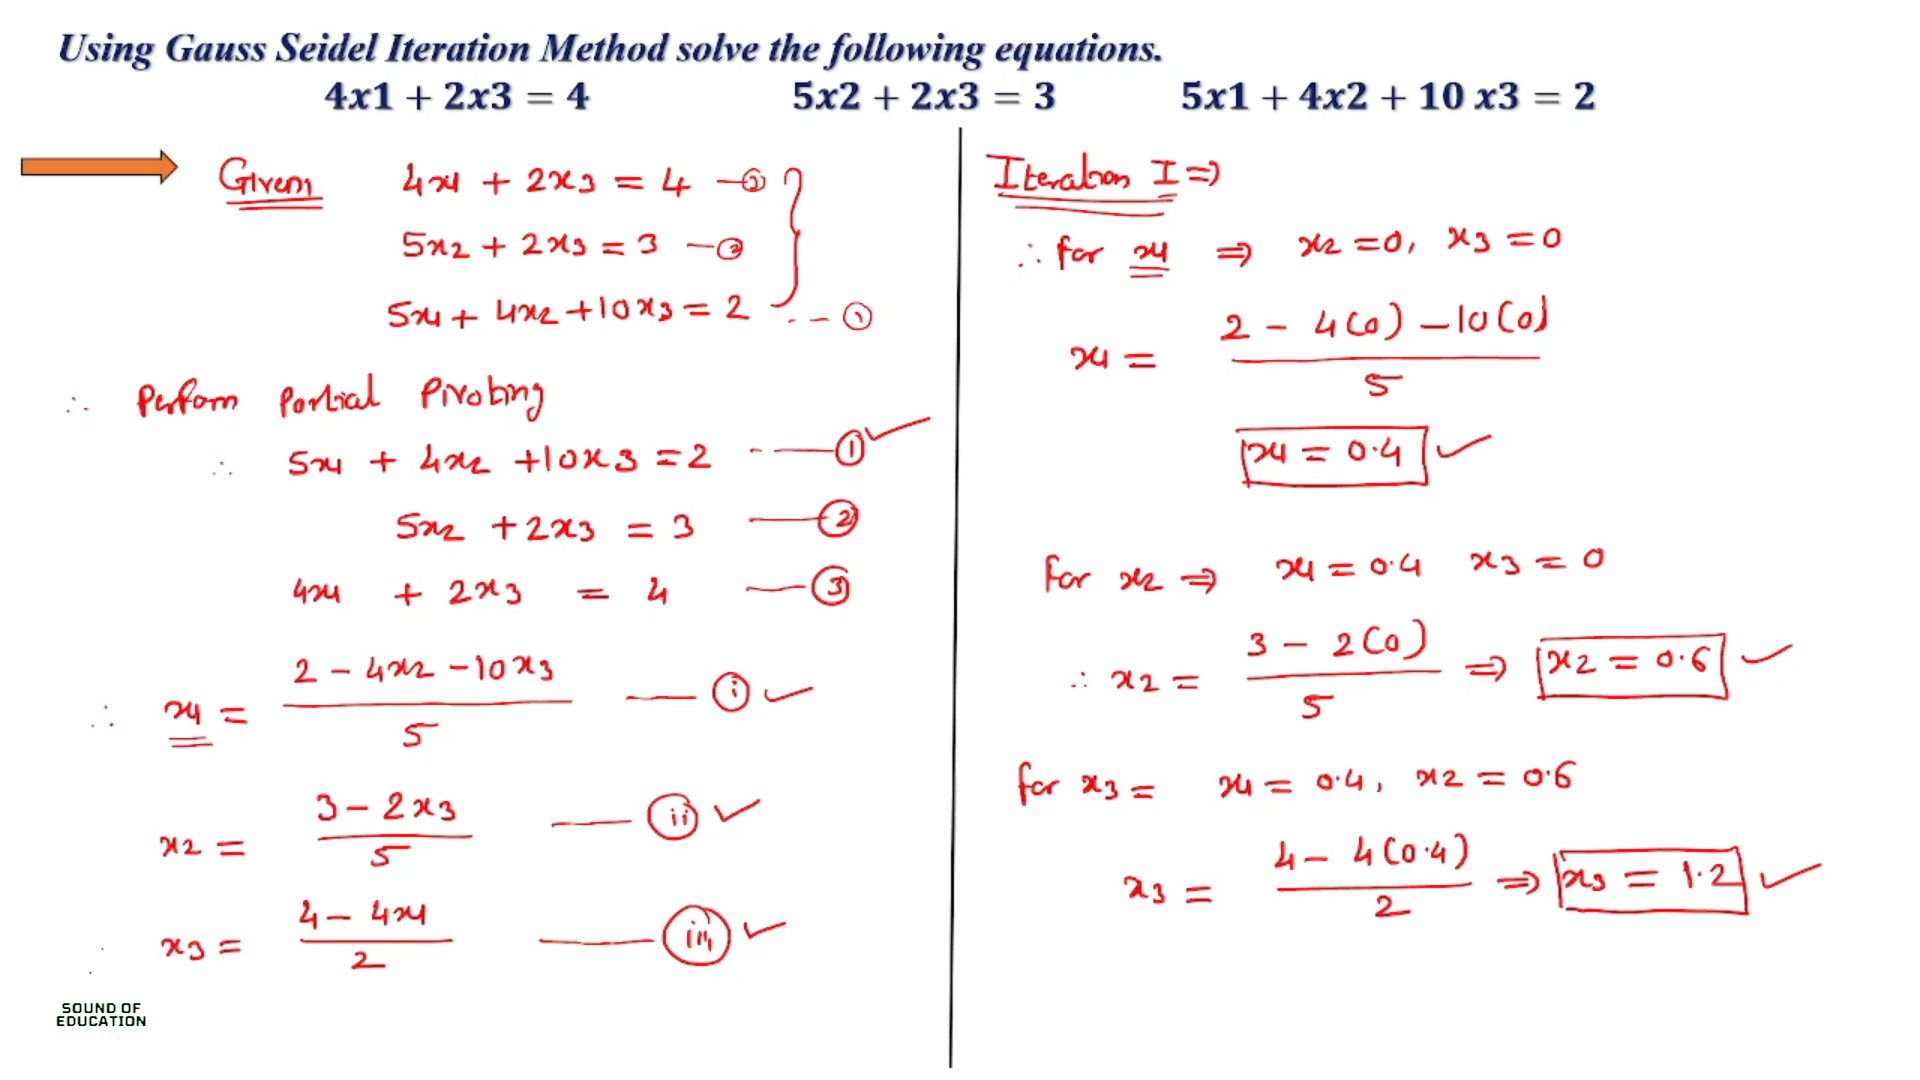 Using Gauss Seidel Iteration Method solve the following equations.
4x1 + 2x3 = 4 5x2 + 2x3 = 3 5x1 + 4x2 + 10 x3 = 2
Given 4x1 + 2x3 = 4 —③
5x2 + 2x3 = 3 —②
5x1 + 4x2 + 10x3 = 2 --- ①
∴ Perform Partial Pivoting
∴ 5x1 + 4x2 + 10x3 = 2 --— ①
5x2 + 2x3 = 3 —— ②
4x1 + 2x3 = 4 —— ③
∴ x1 = (2 - 4x2 - 10x3) / 5 —— (i)
x2 = (3 - 2x3) / 5 —— (ii)
x3 = (4 - 4x1) / 2 —— (iii)
SOUND OF
EDUCATION
Iteration I ⇒
∴ for x1 ⇒ x2 = 0, x3 = 0
x1 = (2 - 4(0) - 10(0)) / 5
x1 = 0.4
for x2 ⇒ x1 = 0.4 x3 = 0
∴ x2 = (3 - 2(0)) / 5 ⇒ x2 = 0.6
for x3 = x1 = 0.4, x2 = 0.6
x3 = (4 - 4(0.4)) / 2 ⇒ x3 = 1.2